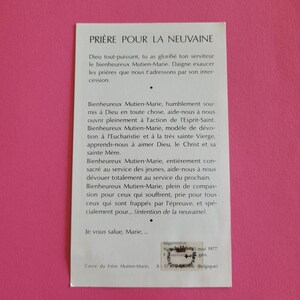 PRIÈRE POUR LA NEUVAINE
Dieu tout-puissant, tu as glorifié ton serviteur
le bienheureux Mutien-Marie. Daigne exaucer
les prières que nous t'adressons par son inter-
cession.
Bienheureux Mutien-Marie, humblement sou-
mis à Dieu en toute chose, aide-nous à nous
ouvrir pleinement à l'action de l'Esprit-Saint.
Bienheureux Mutien-Marie, modèle de dévo-
tion à l'Eucharistie et à la très sainte Vierge,
apprends-nous à aimer Dieu, le Christ et sa
sainte Mère.
Bienheureux Mutien-Marie, entièrement con-
sacré au service des jeunes, aide-nous à nous
dévouer totalement au service du prochain.
Bienheureux Mutien-Marie, plein de compas-
sion pour ceux qui souffrent, prie pour tous
ceux qui sont frappés par l'épreuve, et spé-
cialement pour... (intention de la neuvaine).
Je vous salue, Marie, ..
1977
Mutien-Marie,
(Belgique)